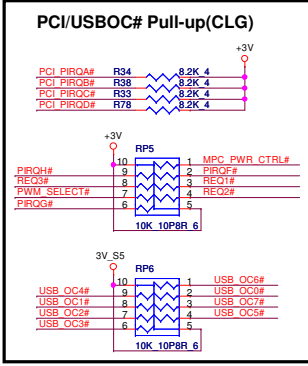 PCI/USBOC# Pull-up(CLG)
+3V
PCI_PIRQA# R34 8.2K_4
PCI_PIRQB# R38 8.2K_4
PCI_PIRQC# R33 8.2K_4
PCI_PIRQD# R78 8.2K_4
+3V
RP5
10 1 MPC_PWR_CTRL#
PIRQH# 9 2 PIRQF#
REQ3# 8 3 REQ1#
PWM_SELECT# 7 4 REQ2#
PIRQG# 6 5
10K_10P8R_6
3V_S5
RP6
10 1 USB_OC6#
USB_OC4# 9 2 USB_OC0#
USB_OC1# 8 3 USB_OC7#
USB_OC2# 7 4 USB_OC5#
USB_OC3# 6 5
10K_10P8R_6